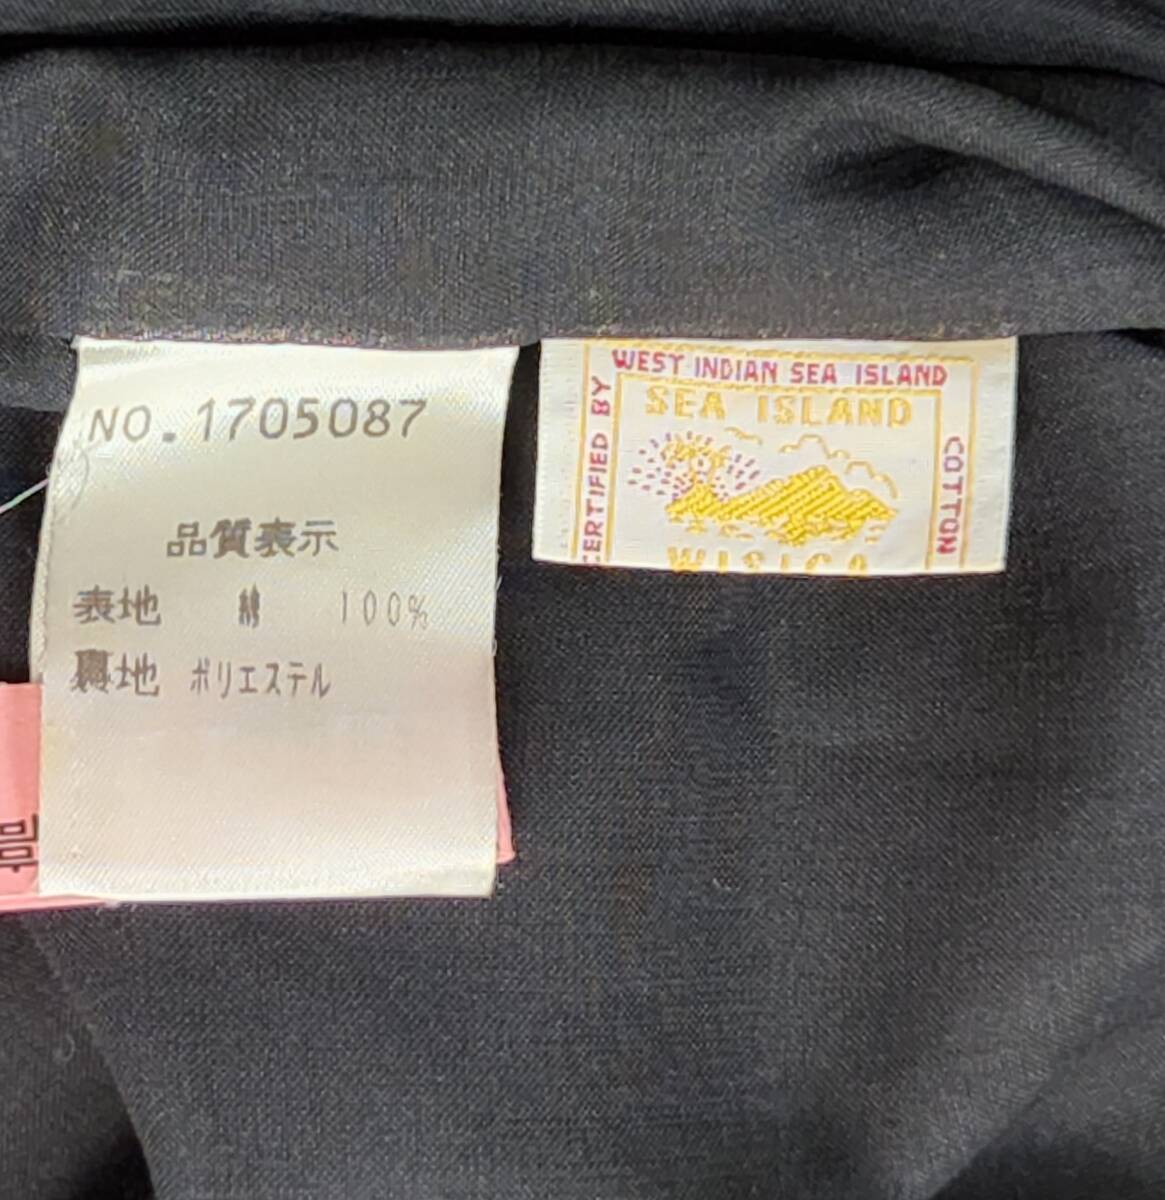 NO.1705087
品質表示
表地 綿 100%
裏地 ポリエステル
WEST INDIAN SEA ISLAND
CERTIFIED BY
SEA ISLAND
COTTON
WISICA